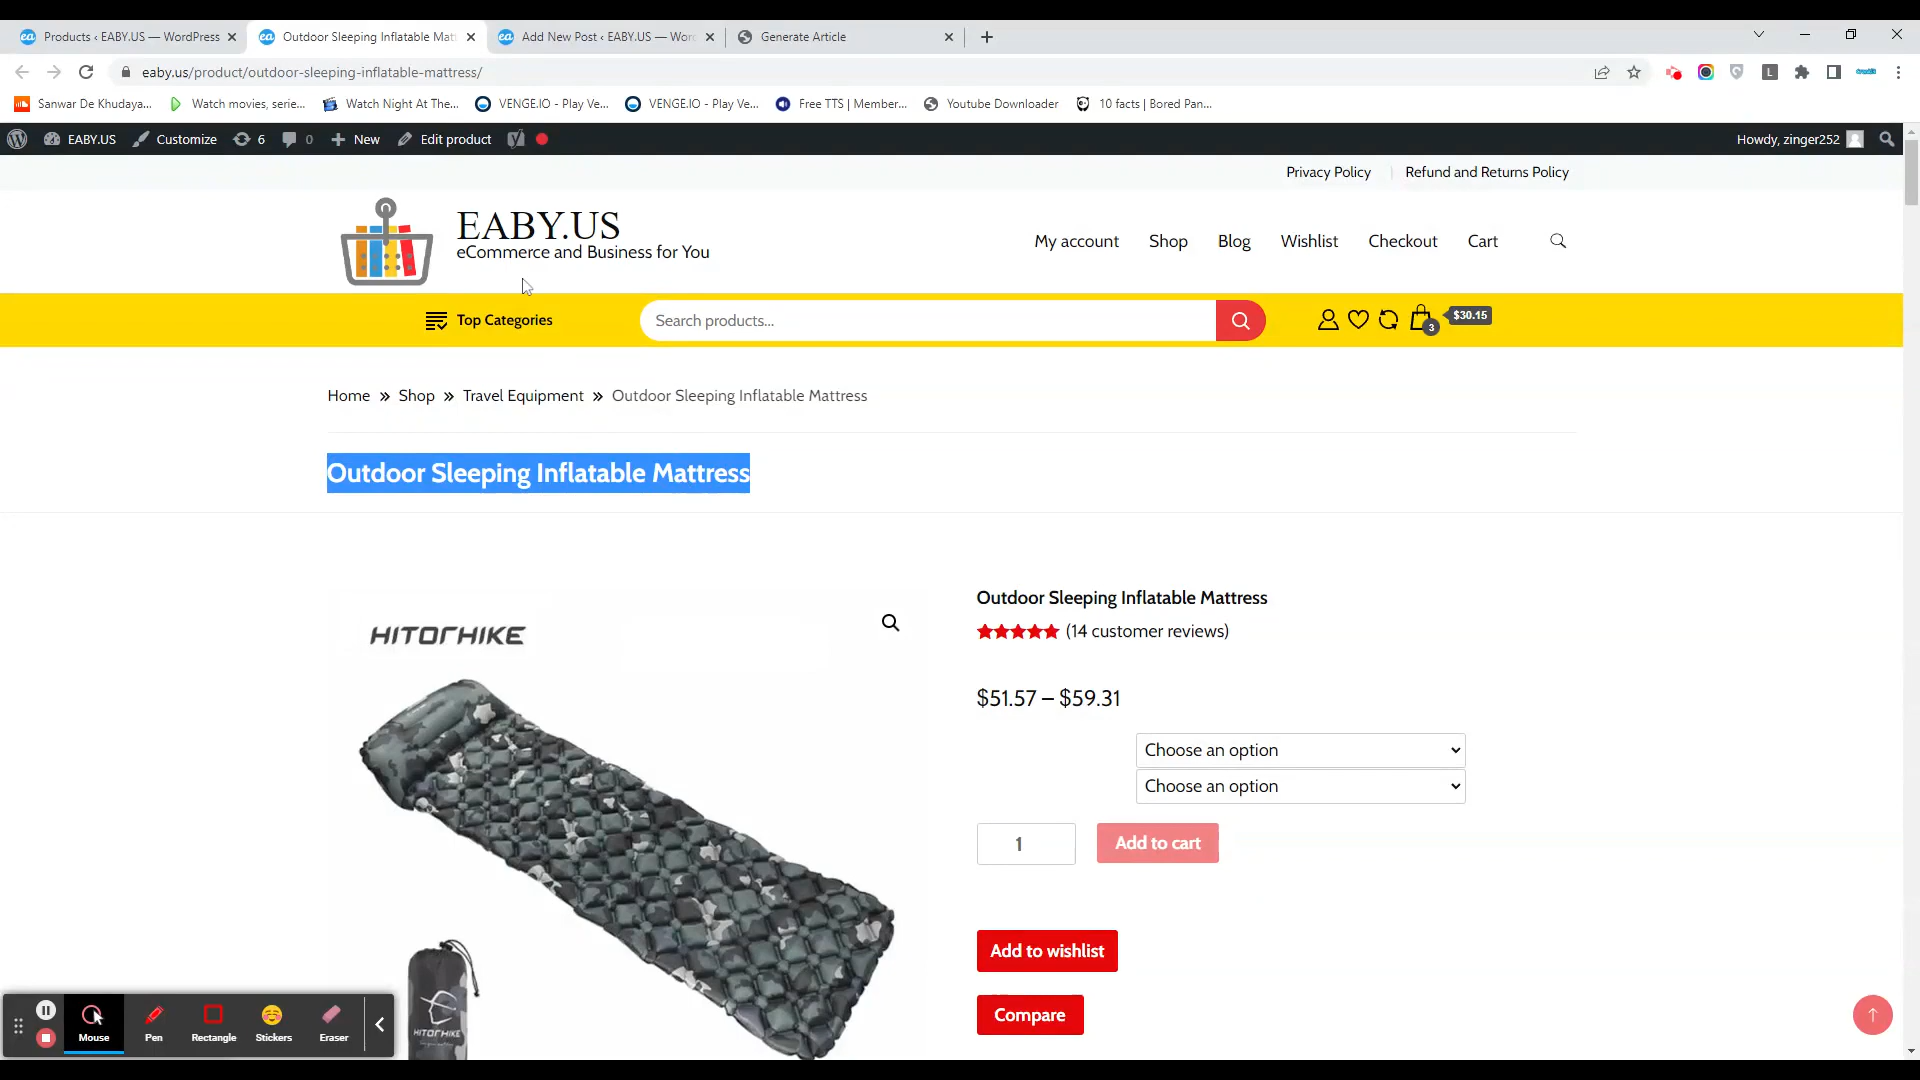 Products ‹ EABY.US — WordPress
Outdoor Sleeping Inflatable Mat
Add New Post ‹ EABY.US — Wor
Generate Article
eaby.us/product/outdoor-sleeping-inflatable-mattress/
Sanwar De Khudaya...
Watch movies, serie...
Watch Night At The...
VENGE.IO - Play Ve...
VENGE.IO - Play Ve...
Free TTS | Member...
Youtube Downloader
10 facts | Bored Pan...
EABY.US
Customize
6
0
New
Edit product
Howdy, zinger252
Privacy Policy
Refund and Returns Policy
EABY.US
eCommerce and Business for You
My account
Shop
Blog
Wishlist
Checkout
Cart
Top Categories
Search products...
3
$30.15
Home » Shop » Travel Equipment » Outdoor Sleeping Inflatable Mattress
Outdoor Sleeping Inflatable Mattress
HITORHIKE
Outdoor Sleeping Inflatable Mattress
(14 customer reviews)
$51.57 – $59.31
Choose an option
Choose an option
1
Add to cart
Add to wishlist
Compare
HITORHIKE
Mouse
Pen
Rectangle
Stickers
Eraser